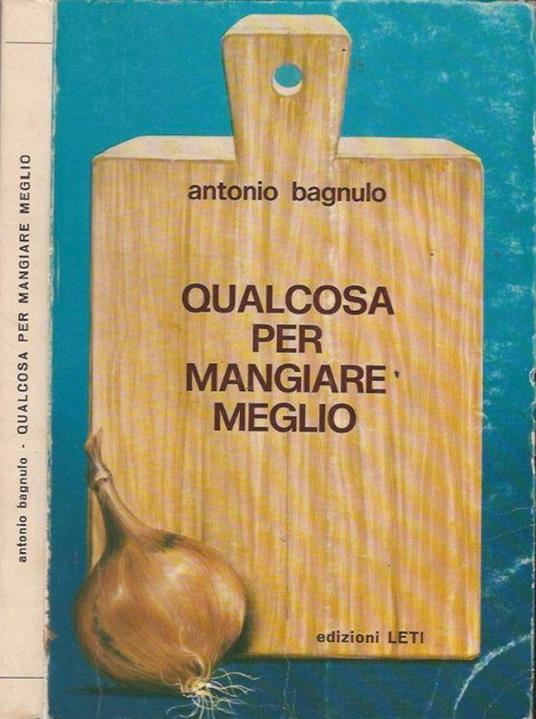 antonio bagnulo - QUALCOSA PER MANGIARE MEGLIO
antonio bagnulo
QUALCOSA
PER
MANGIARE
MEGLIO
edizioni LETI